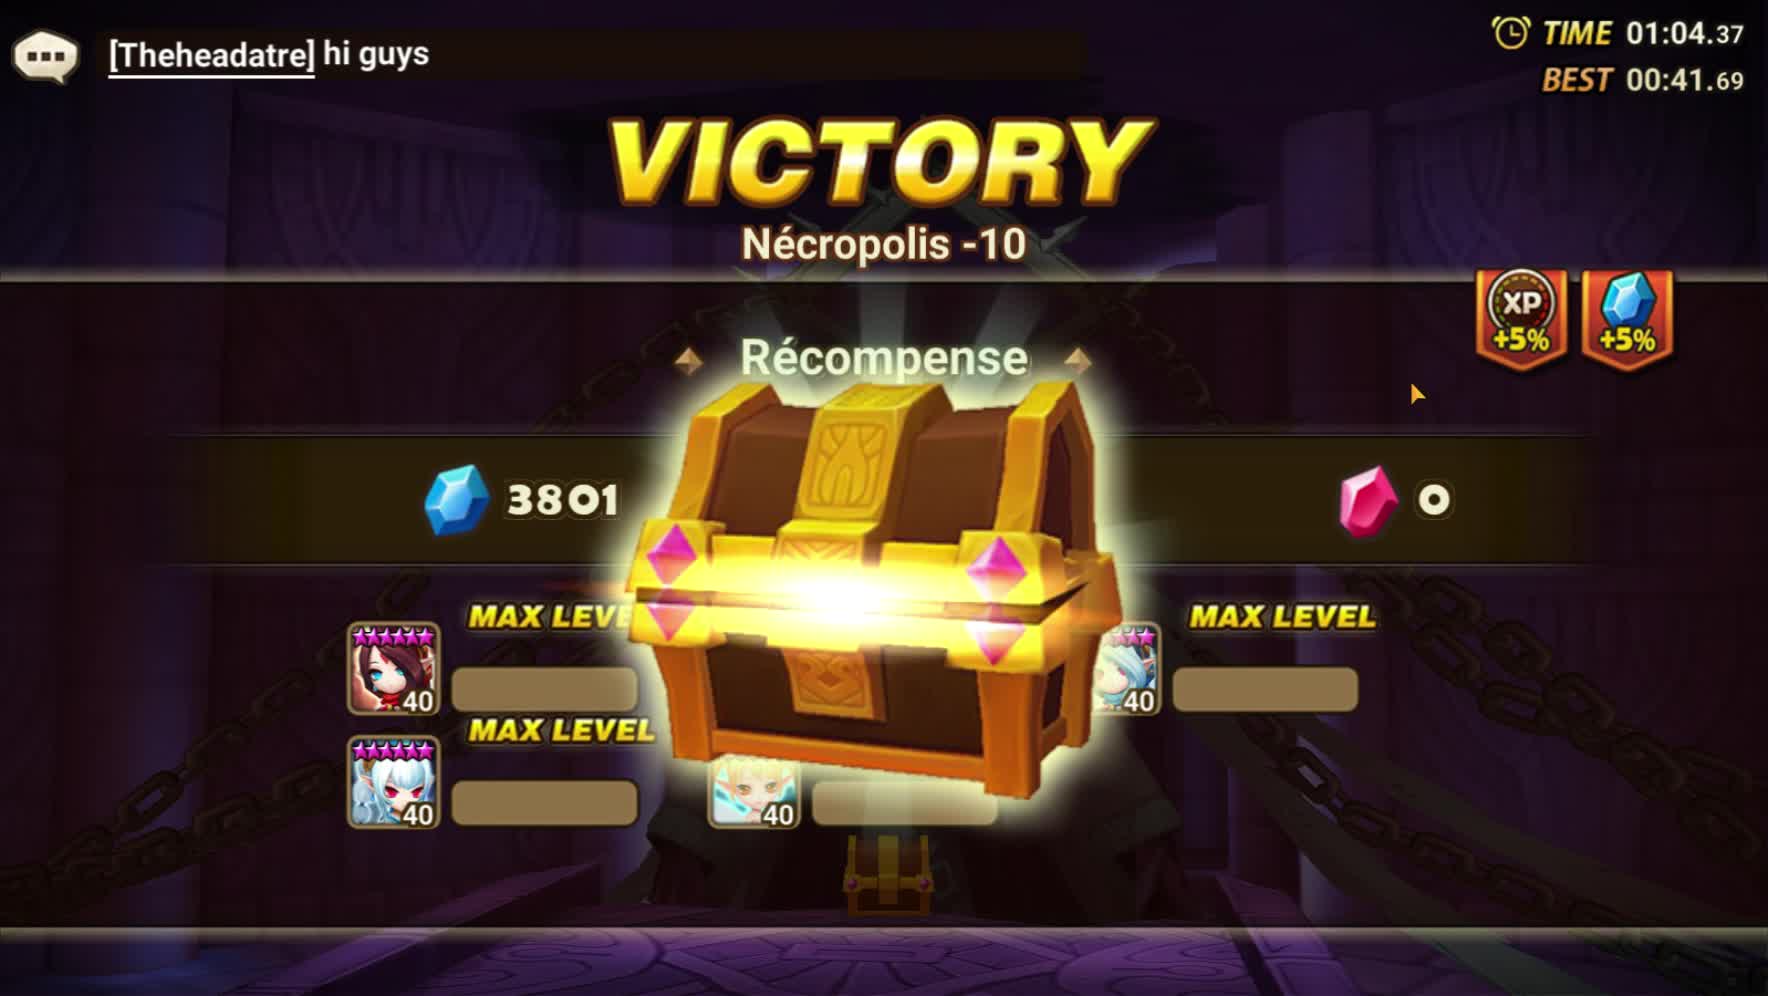 [Theheadatre] hi guys
TIME 01:04.37
BEST 00:41.69
VICTORY
Nécropolis -10
XP +5%
+5%
Récompense
3801
0
MAX LEVE
MAX LEVEL
40
40
MAX LEVEL
40
40